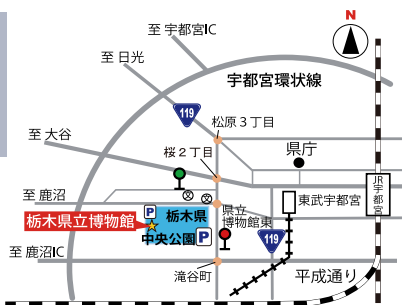 至 宇都宮IC
N
至 日光
宇都宮環状線
119
松原３丁目
至 大谷
県庁
桜２丁目
JR宇都宮
至 鹿沼
東武宇都宮
P
栃木県
中央公園
P
県立
博物館東
栃木県立博物館
119
至 鹿沼IC
平成通り
滝谷町